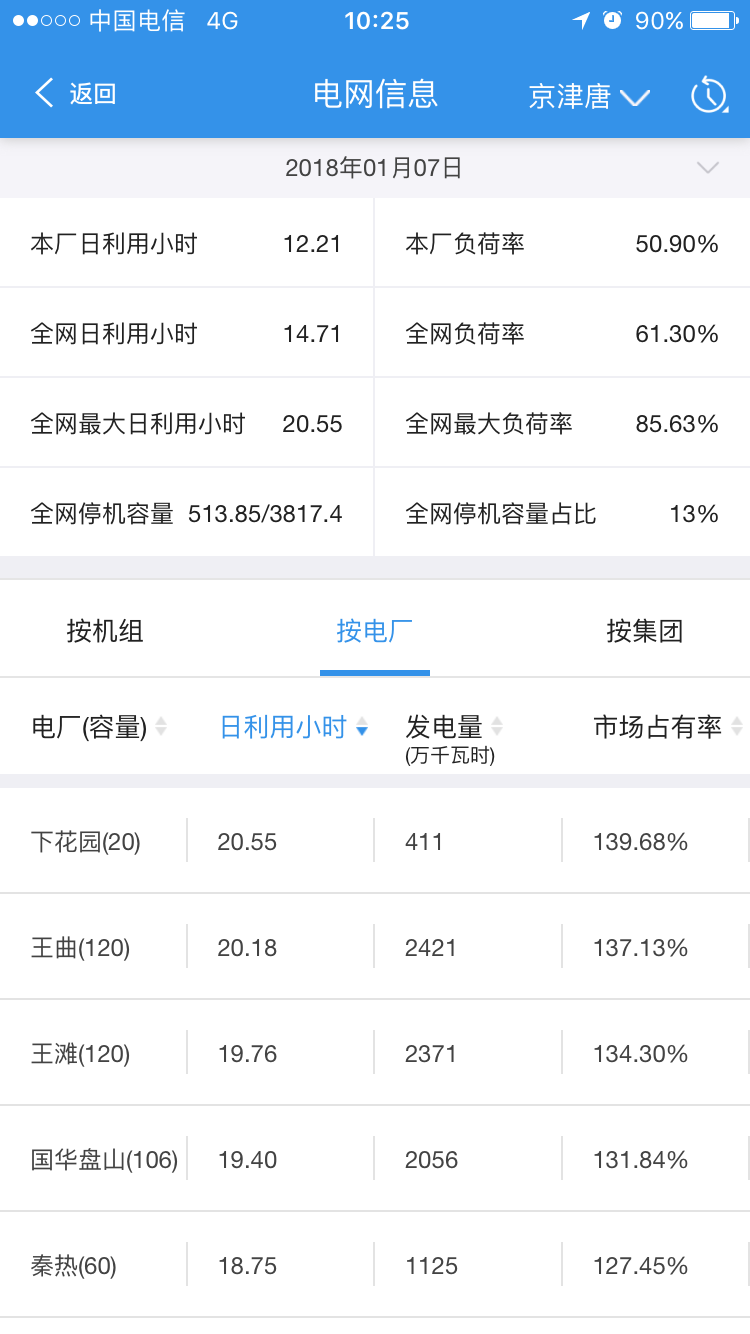 中国电信 4G 10:25 90%
返回 电网信息 京津唐
2018年01月07日
本厂日利用小时 12.21 本厂负荷率 50.90%
全网日利用小时 14.71 全网负荷率 61.30%
全网最大日利用小时 20.55 全网最大负荷率 85.63%
全网停机容量 513.85/3817.4 全网停机容量占比 13%
按机组 按电厂 按集团
电厂(容量) 日利用小时 发电量 市场占有率
(万千瓦时)
下花园(20) 20.55 411 139.68%
王曲(120) 20.18 2421 137.13%
王滩(120) 19.76 2371 134.30%
国华盘山(106) 19.40 2056 131.84%
秦热(60) 18.75 1125 127.45%